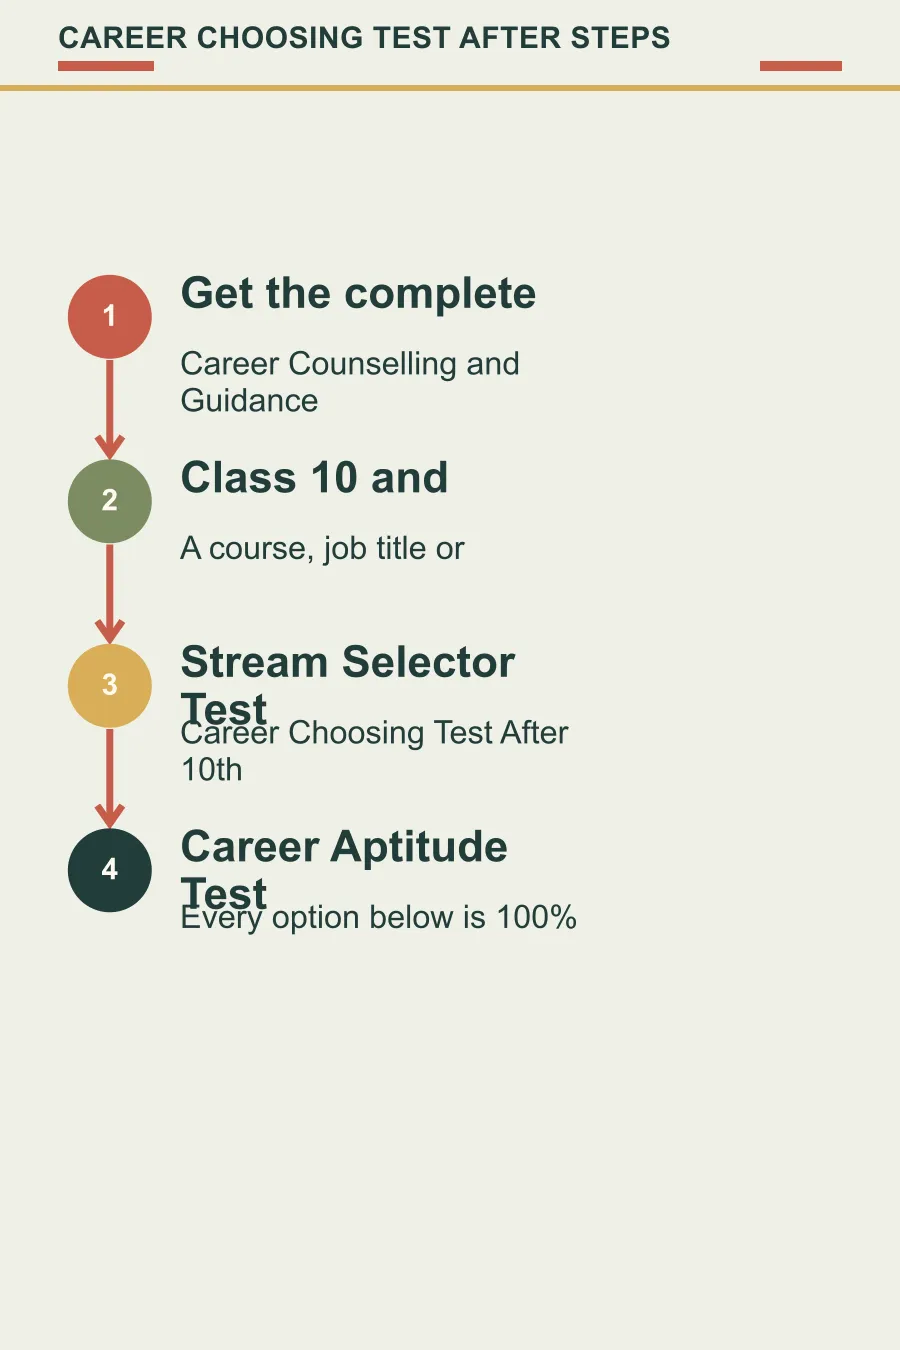 CAREER CHOOSING TEST AFTER STEPS
1
Get the complete
Career Counselling and
Guidance
2
Class 10 and
A course, job title or
3
Stream Selector
Test
Career Choosing Test After
10th
4
Career Aptitude
Test
Every option below is 100%